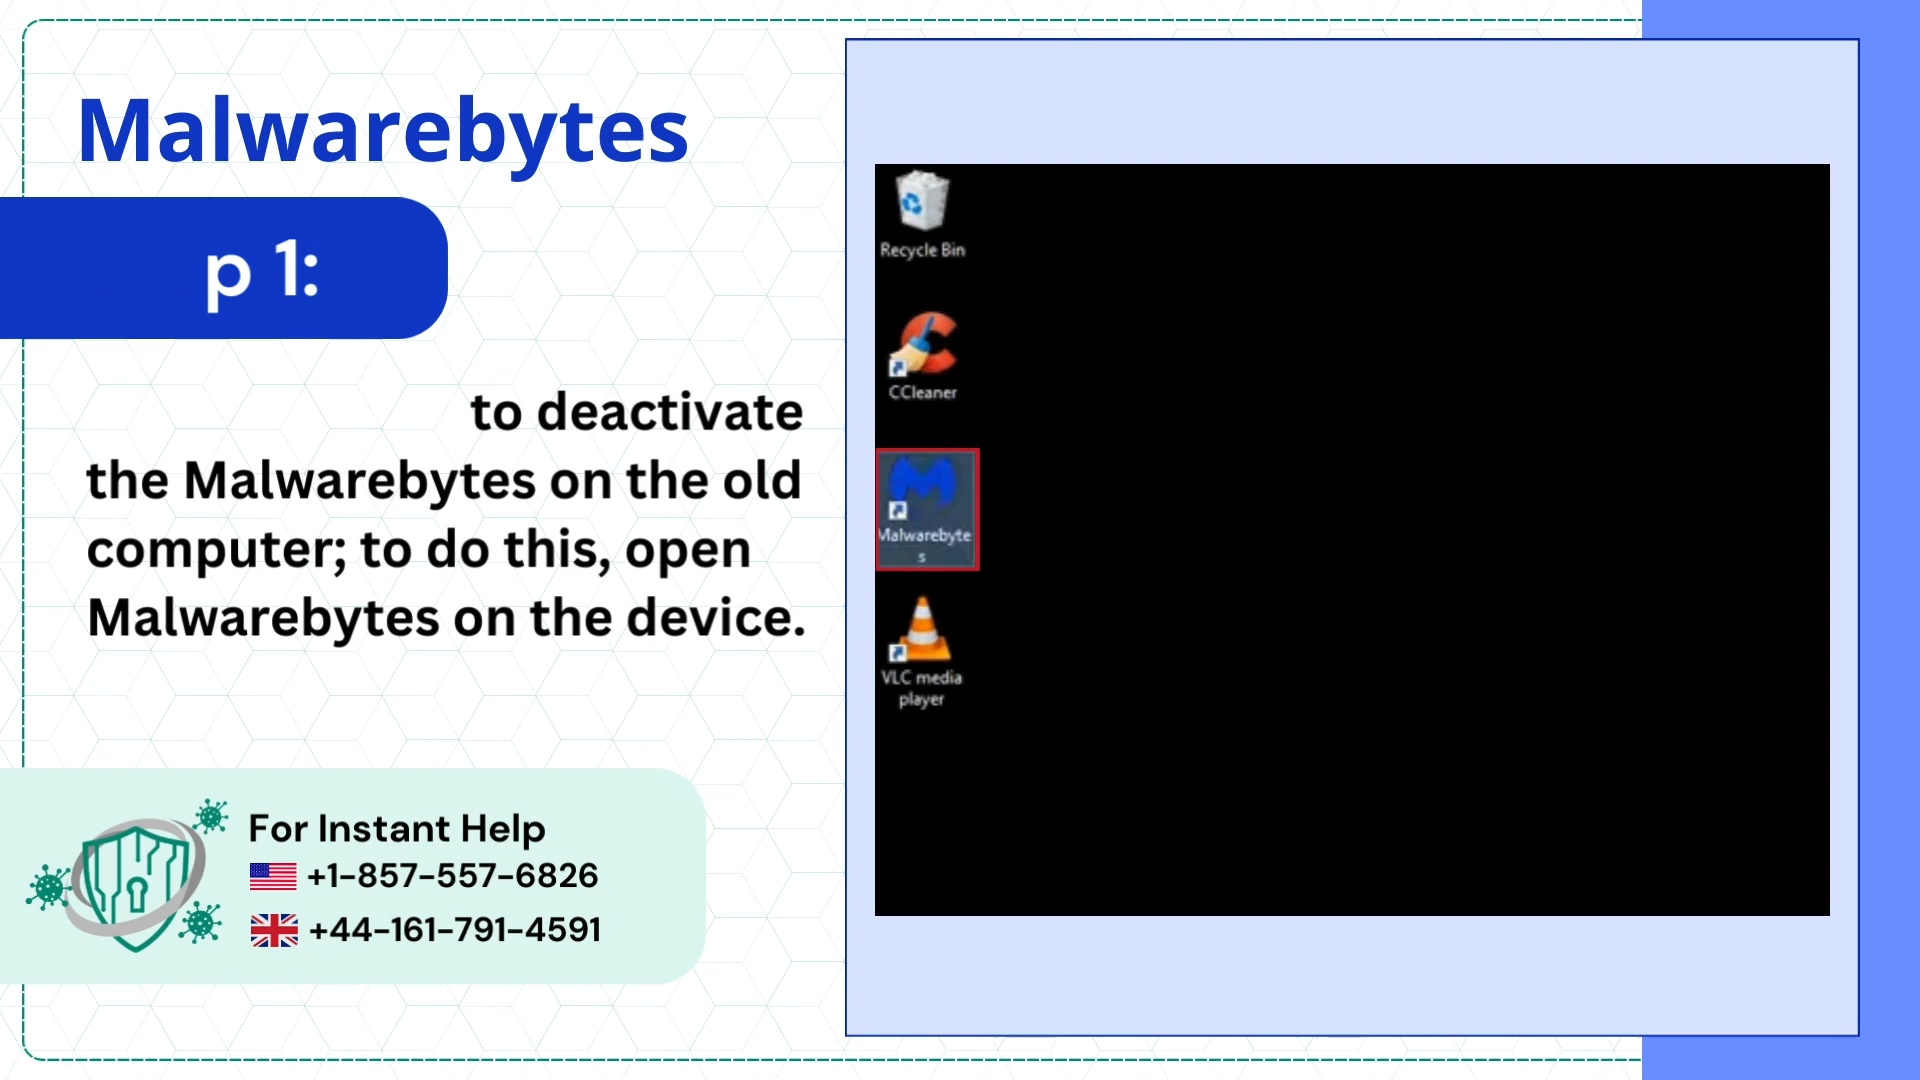 Malwarebytes
p 1:
to deactivate
the Malwarebytes on the old
computer; to do this, open
Malwarebytes on the device.
For Instant Help
+1-857-557-6826
+44-161-791-4591
Recycle Bin
CCleaner
Malwarebyte
s
VLC media
player